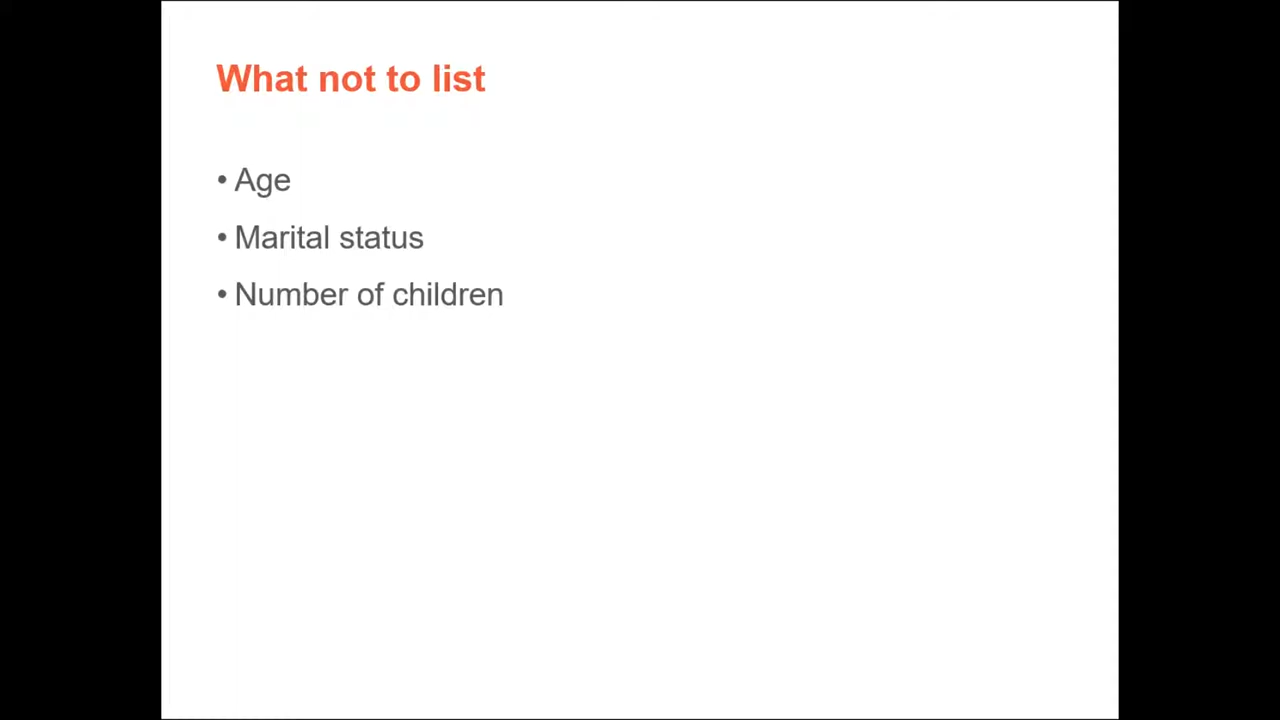 What not to list
• Age
• Marital status
• Number of children